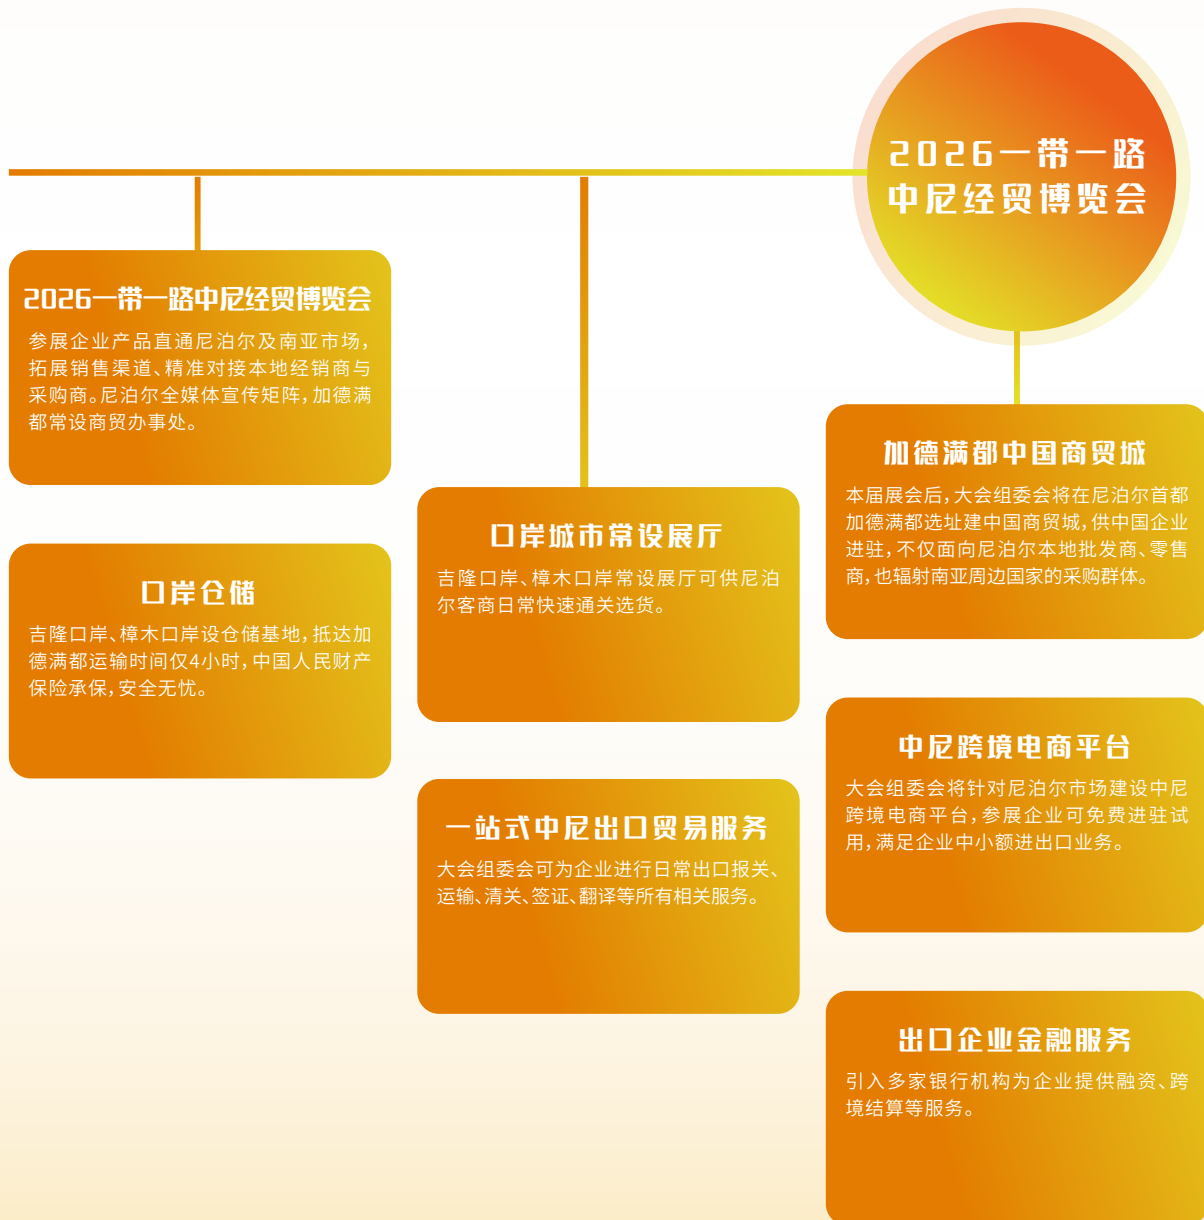 2026一带一路
中尼经贸博览会
2026一带一路中尼经贸博览会
参展企业产品直通尼泊尔及南亚市场，
拓展销售渠道、精准对接本地经销商与
采购商。尼泊尔全媒体宣传矩阵，加德满
都常设商贸办事处。
口岸仓储
吉隆口岸、樟木口岸设仓储基地，抵达加
德满都运输时间仅4小时，中国人民财产
保险承保，安全无忧。
口岸城市常设展厅
吉隆口岸、樟木口岸常设展厅可供尼泊
尔客商日常快速通关选货。
一站式中尼出口贸易服务
大会组委会可为企业进行日常出口报关、
运输、清关、签证、翻译等所有相关服务。
加德满都中国商贸城
本届展会后，大会组委会将在尼泊尔首都
加德满都选址建中国商贸城，供中国企业
进驻，不仅面向尼泊尔本地批发商、零售
商，也辐射南亚周边国家的采购群体。
中尼跨境电商平台
大会组委会将针对尼泊尔市场建设中尼
跨境电商平台，参展企业可免费进驻试
用，满足企业中小额进出口业务。
出口企业金融服务
引入多家银行机构为企业提供融资、跨
境结算等服务。